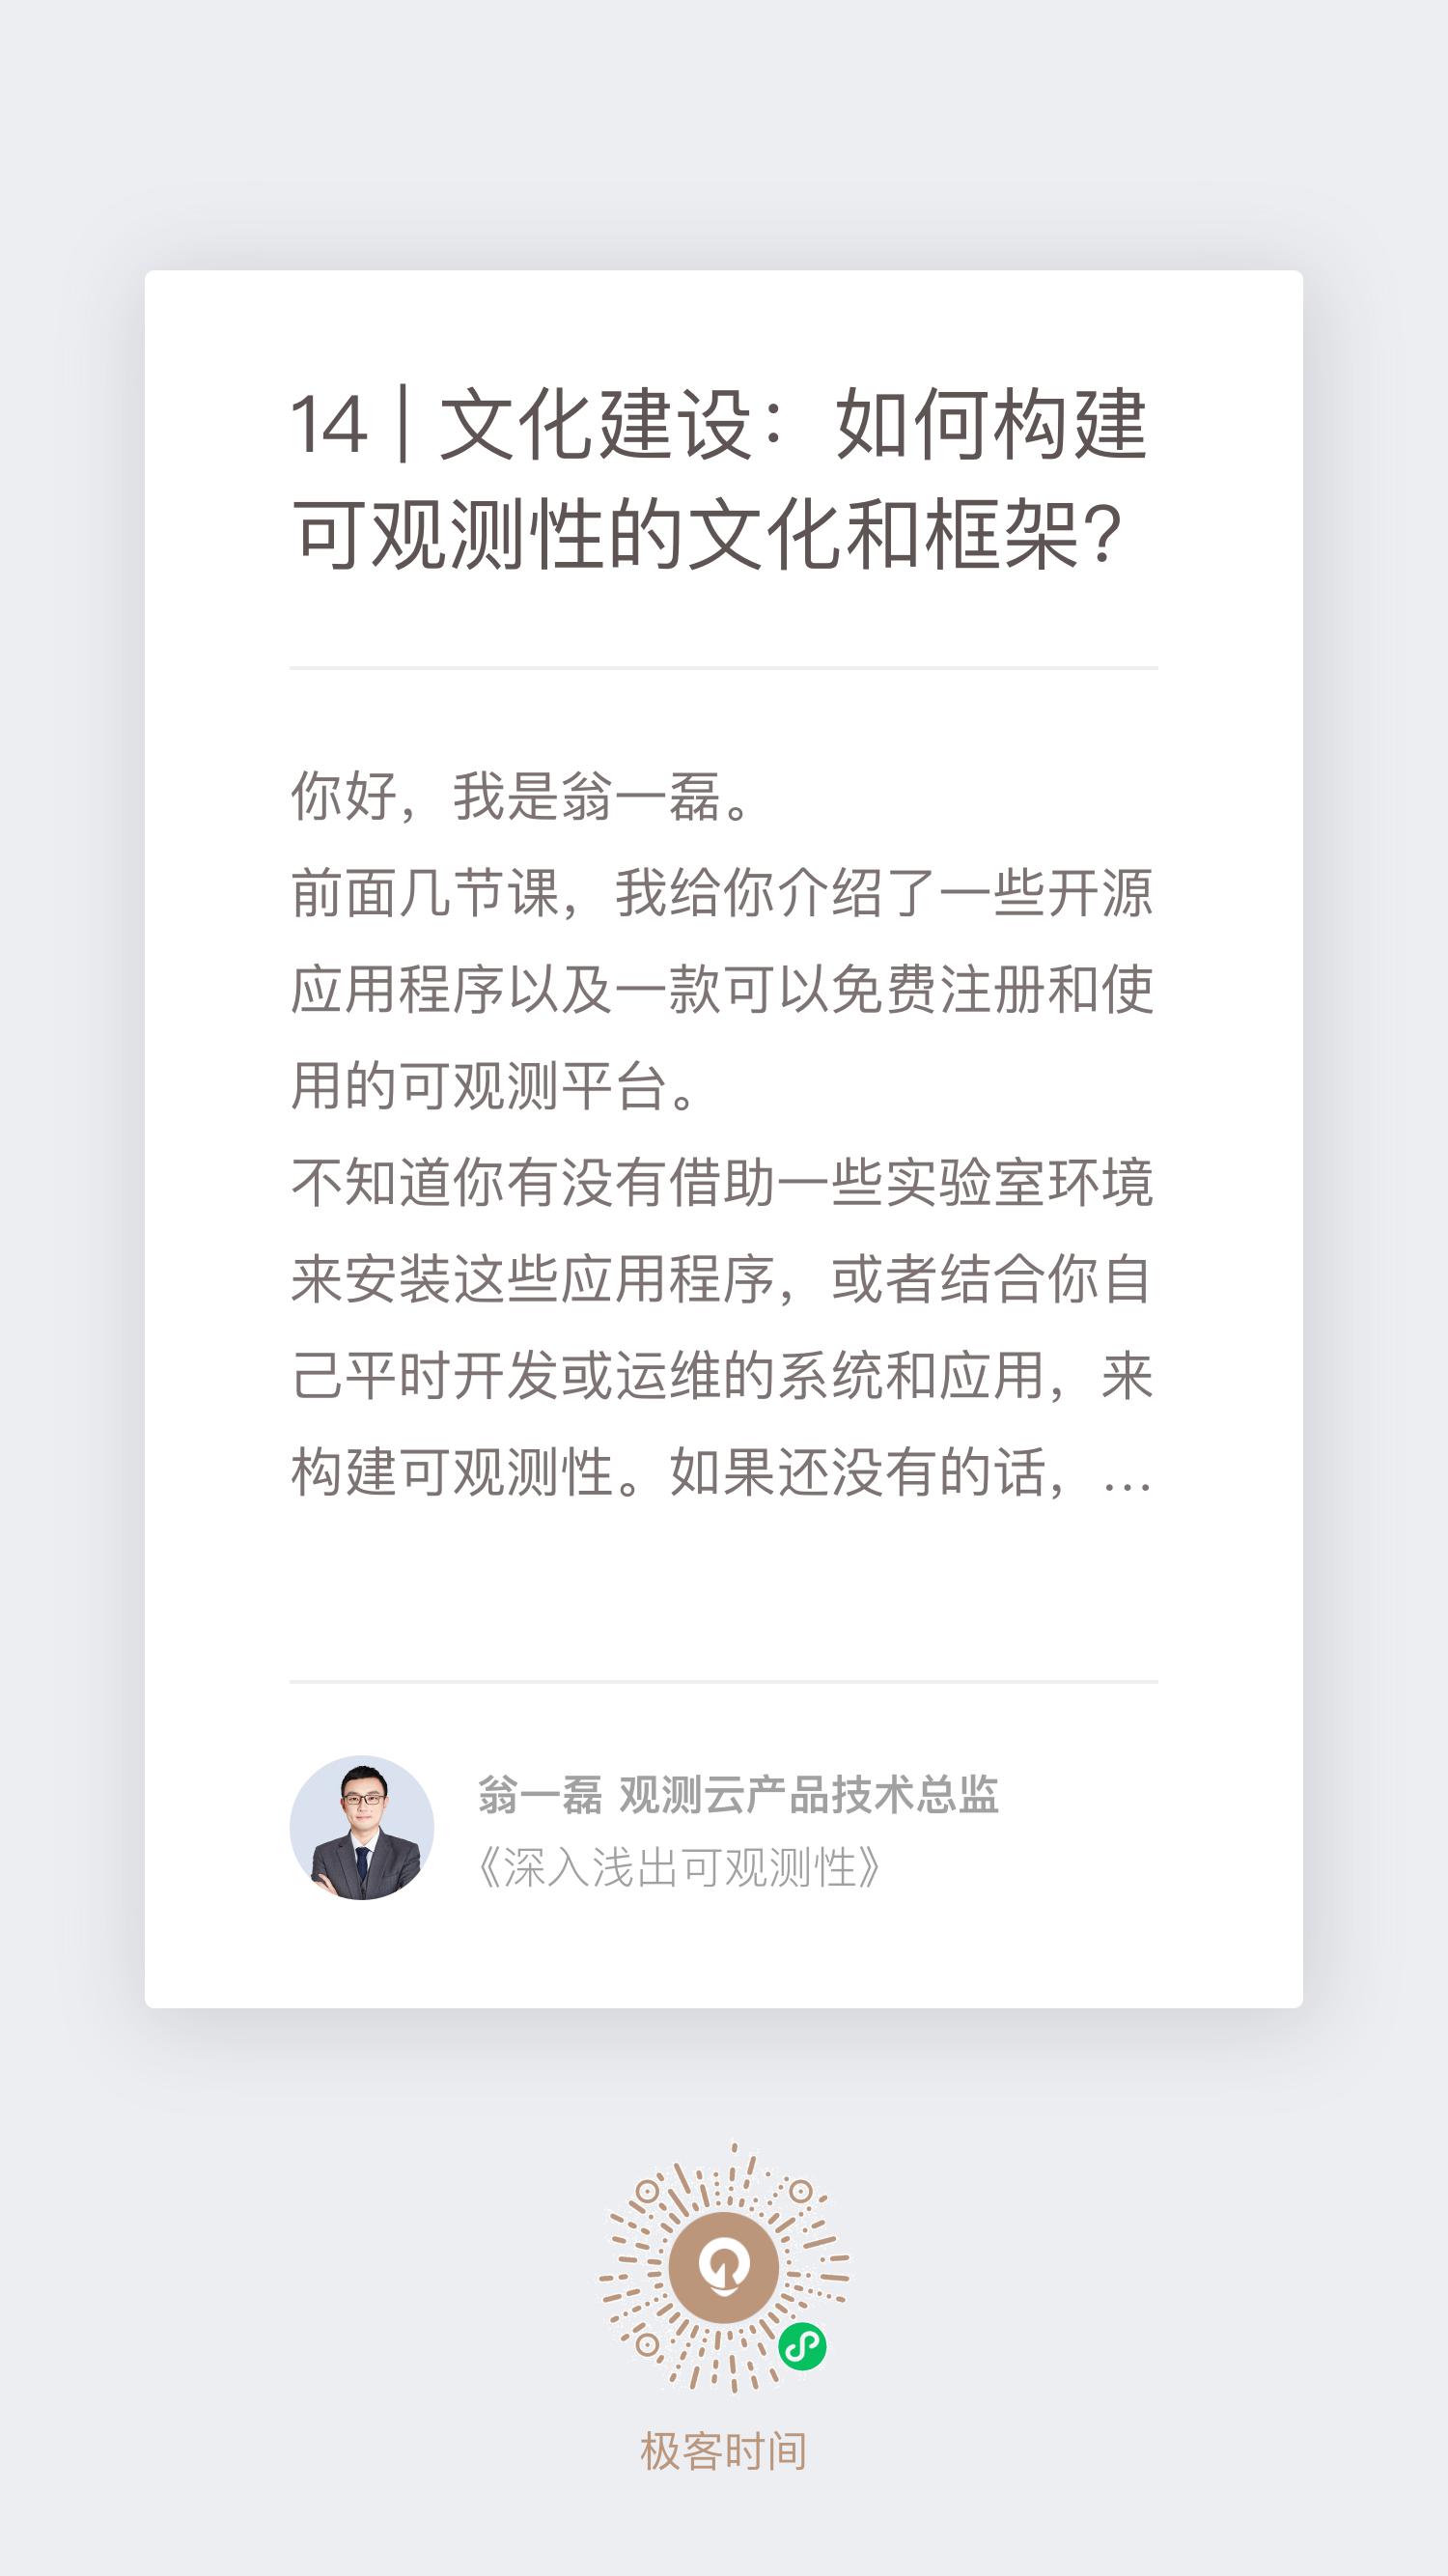 14 | 文化建设：如何构建
可观测性的文化和框架？
你好，我是翁一磊。
前面几节课，我给你介绍了一些开源
应用程序以及一款可以免费注册和使
用的可观测平台。
不知道你有没有借助一些实验室环境
来安装这些应用程序，或者结合你自
己平时开发或运维的系统和应用，来
构建可观测性。如果还没有的话，…
翁一磊 观测云产品技术总监
《深入浅出可观测性》
极客时间